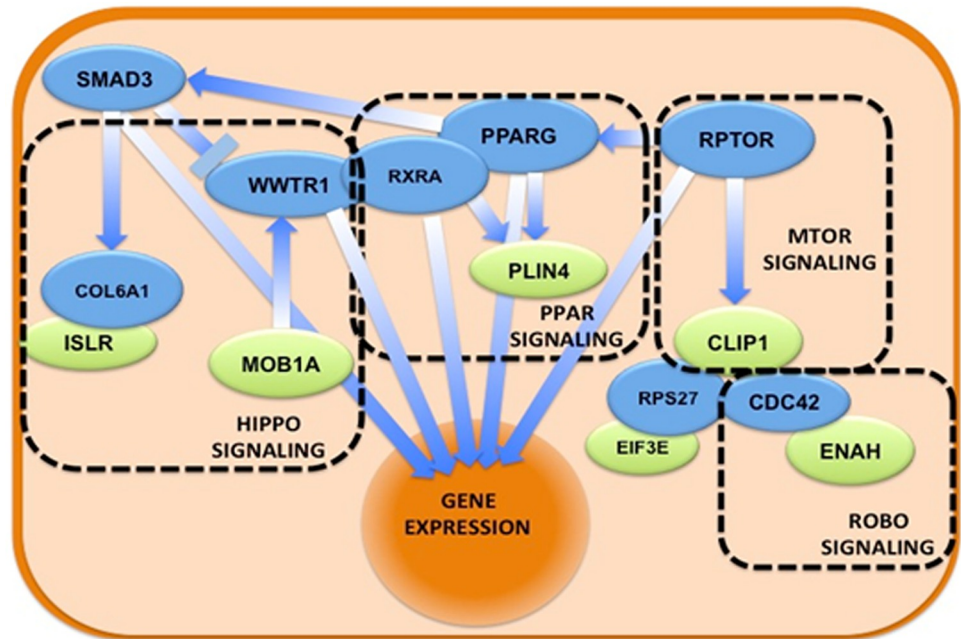 SMAD3
PPARG
RPTOR
WWTR1
RXRA
MTOR
SIGNALING
PLIN4
COL6A1
PPAR
SIGNALING
ISLR
MOB1A
CLIP1
RPS27
CDC42
HIPPO
SIGNALING
EIF3E
ENAH
GENE
EXPRESSION
ROBO
SIGNALING